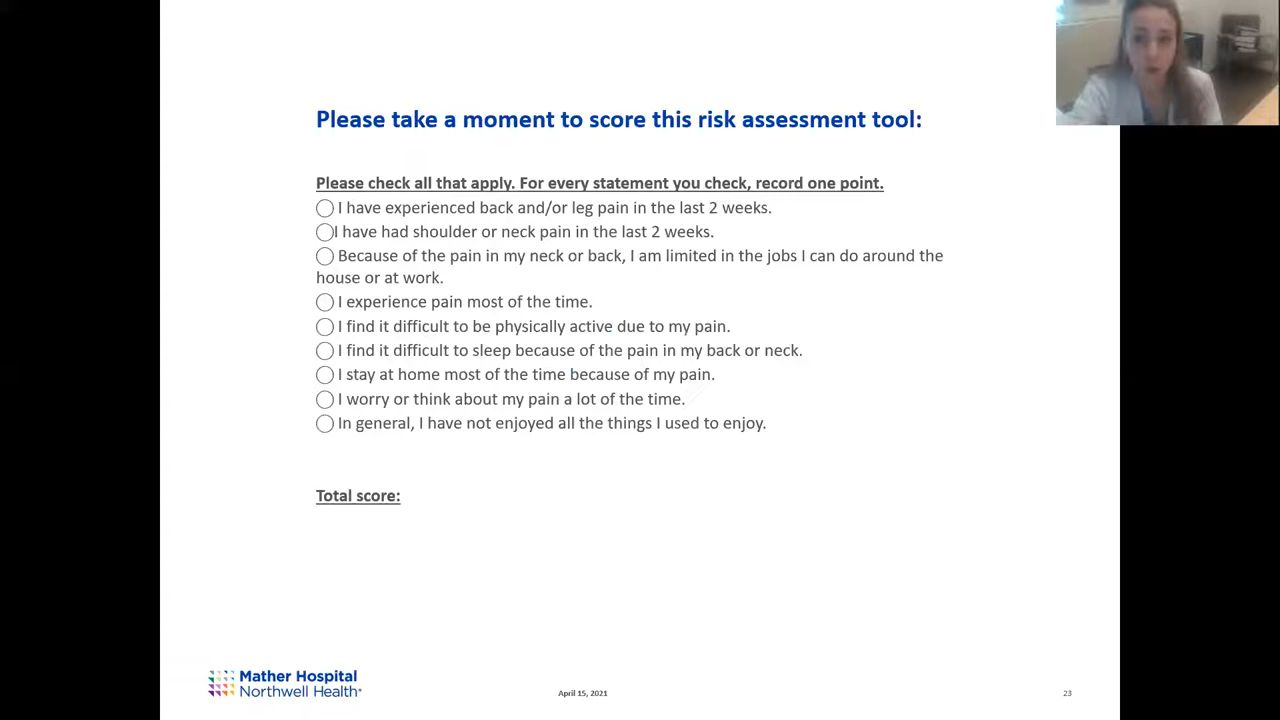 Please take a moment to score this risk assessment tool:
Please check all that apply. For every statement you check, record one point.
I have experienced back and/or leg pain in the last 2 weeks.
I have had shoulder or neck pain in the last 2 weeks.
Because of the pain in my neck or back, I am limited in the jobs I can do around the
house or at work.
I experience pain most of the time.
I find it difficult to be physically active due to my pain.
I find it difficult to sleep because of the pain in my back or neck.
I stay at home most of the time because of my pain.
I worry or think about my pain a lot of the time.
In general, I have not enjoyed all the things I used to enjoy.
Total score:
Mather Hospital
Northwell Health®
April 15, 2021
23